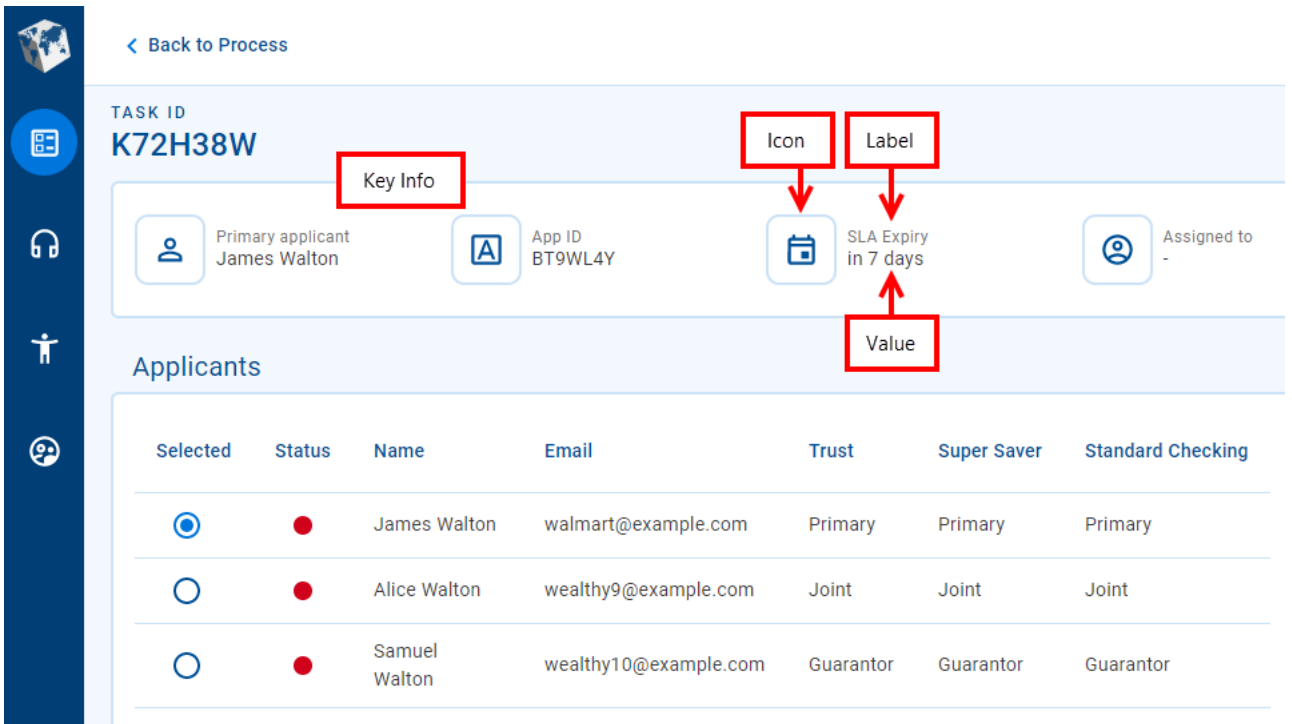 Back to Process
TASK ID
K72H38W
Icon
Label
Key Info
Primary applicant
James Walton
A
App ID
BT9WL4Y
SLA Expiry
in 7 days
Assigned to
-
Value
Applicants
Selected Status Name Email Trust Super Saver Standard Checking
James Walton walmart@example.com Primary Primary Primary
Alice Walton wealthy9@example.com Joint Joint Joint
Samuel
Walton wealthy10@example.com Guarantor Guarantor Guarantor